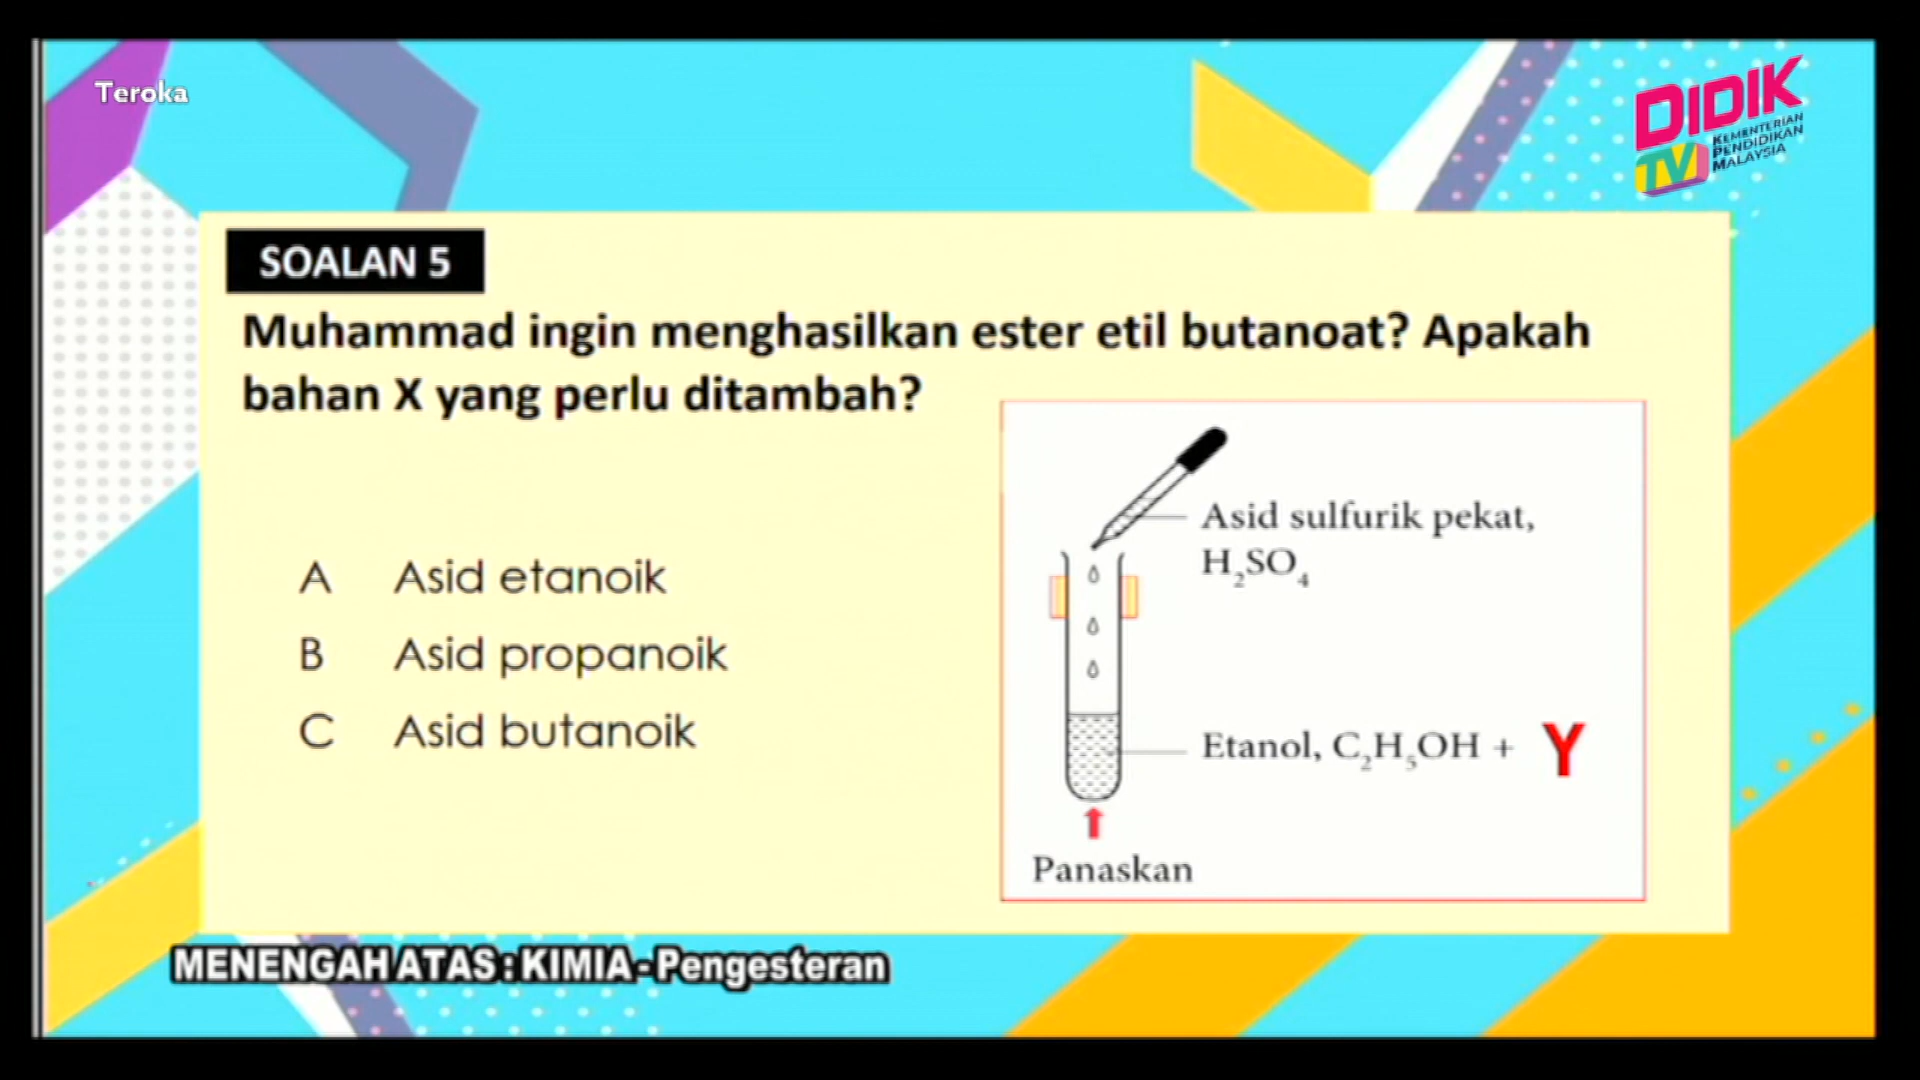 Teroka
DIDIK
TV
KEMENTERIAN
PENDIDIKAN
MALAYSIA
SOALAN 5
Muhammad ingin menghasilkan ester etil butanoat? Apakah
bahan X yang perlu ditambah?
A Asid etanoik
B Asid propanoik
C Asid butanoik
Asid sulfurik pekat,
H₂SO₄
Etanol, C₂H₅OH + Y
Panaskan
MENENGAH ATAS : KIMIA - Pengesteran